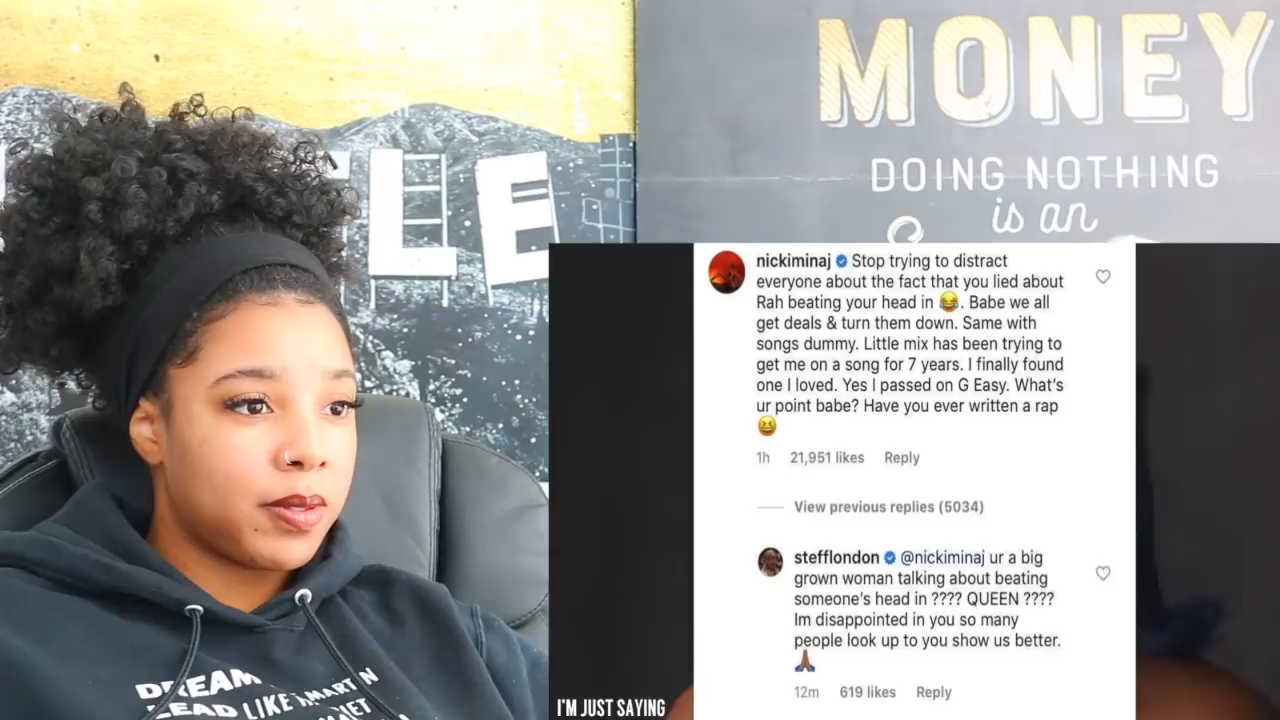 MONEY
DOING NOTHING
is an
TLE
nickiminaj Stop trying to distract
everyone about the fact that you lied about
Rah beating your head in 😂. Babe we all
get deals & turn them down. Same with
songs dummy. Little mix has been trying to
get me on a song for 7 years. I finally found
one I loved. Yes I passed on G Easy. What's
ur point babe? Have you ever written a rap
😆
1h 21,951 likes Reply
View previous replies (5034)
stefflondon @nickiminaj ur a big
grown woman talking about beating
someone's head in ???? QUEEN ????
Im disappointed in you so many
people look up to you show us better.
🙏🏾
12m 619 likes Reply
DREAM
LEAD LIKE MARTIN
I'M JUST SAYING